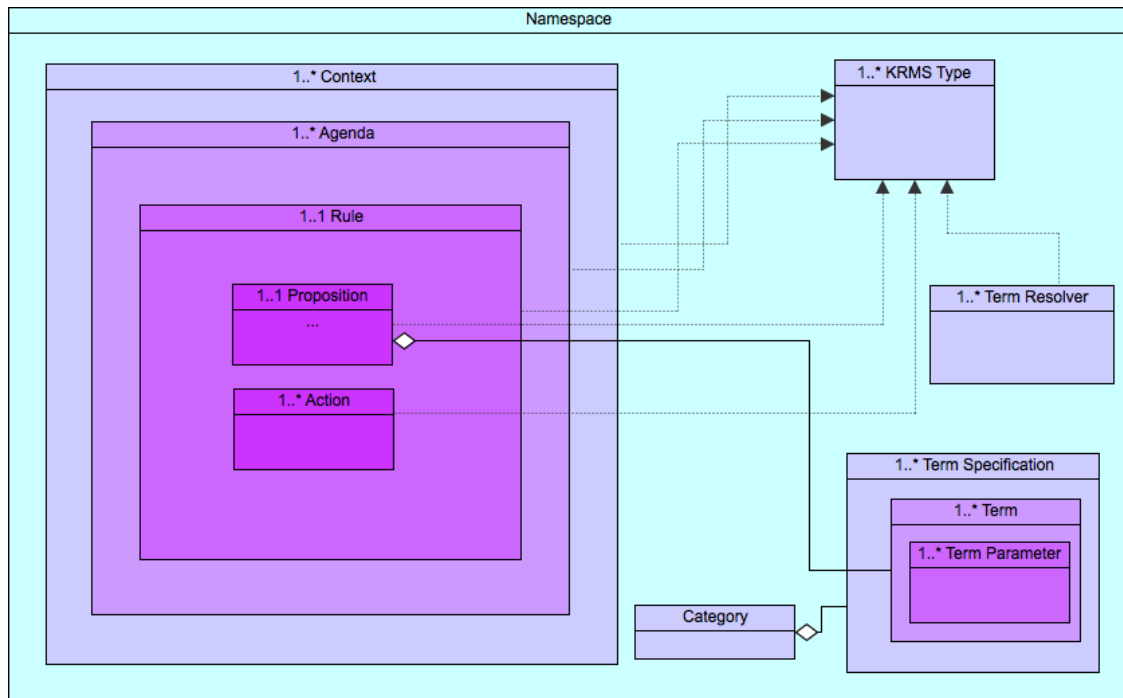 Namespace
1..* Context
1..* KRMS Type
1..* Agenda
1..1 Rule
1..1 Proposition
...
1..* Term Resolver
1..* Action
1..* Term Specification
1..* Term
1..* Term Parameter
Category